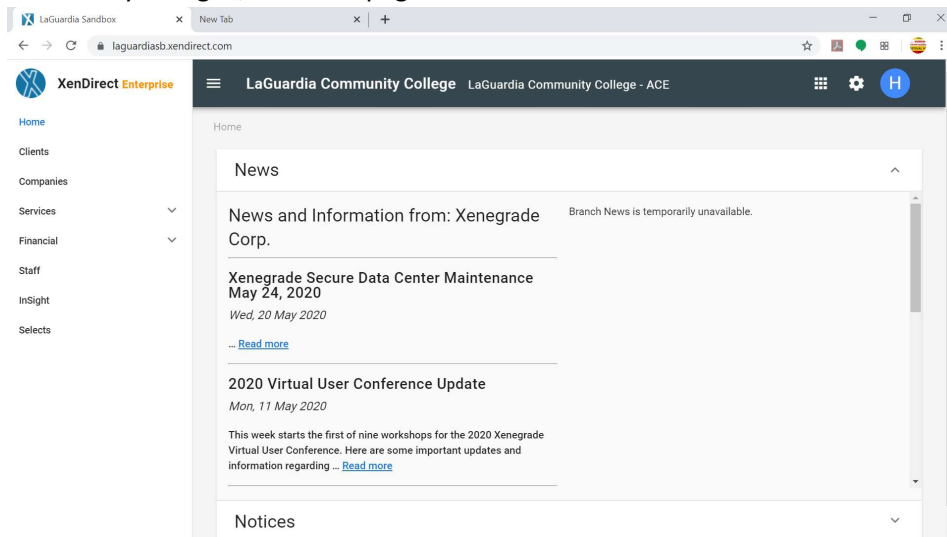 LaGuardia Sandbox
New Tab
laguardiasb.xendirect.com
XenDirect Enterprise
LaGuardia Community College LaGuardia Community College - ACE
H
Home
Clients
Companies
Services
Financial
Staff
InSight
Selects
Home
News
News and Information from: Xenegrade
Corp.
Xenegrade Secure Data Center Maintenance
May 24, 2020
Wed, 20 May 2020
... Read more
2020 Virtual User Conference Update
Mon, 11 May 2020
This week starts the first of nine workshops for the 2020 Xenegrade
Virtual User Conference. Here are some important updates and
information regarding ... Read more
Branch News is temporarily unavailable.
Notices